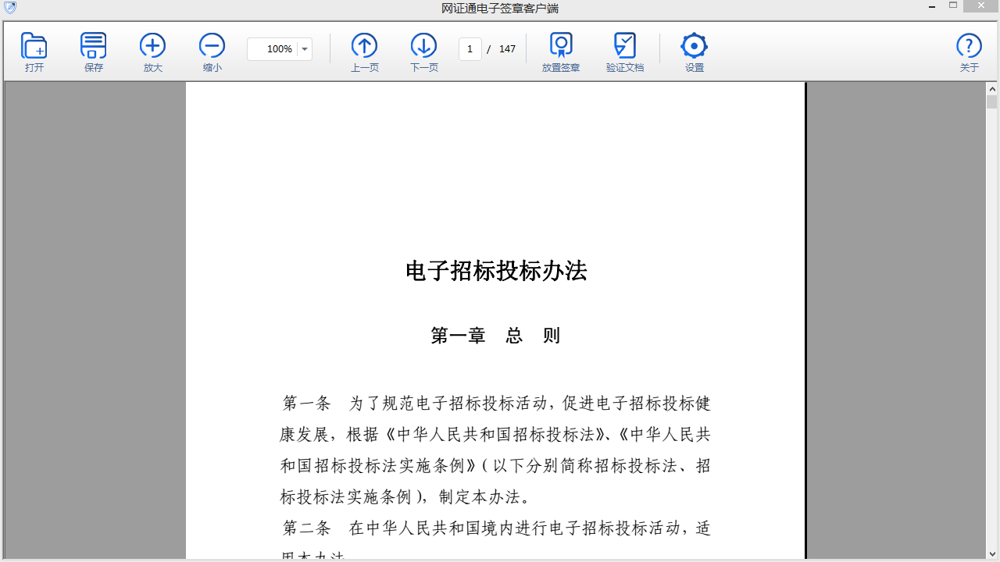 网证通电子签章客户端
打开 保存 放大 缩小 100% 上一页 下一页 1 / 147 放置签章 验证文档 设置 关于
电子招标投标办法
第一章 总 则
第一条 为了规范电子招标投标活动，促进电子招标投标健
康发展，根据《中华人民共和国招标投标法》、《中华人民共
和国招标投标法实施条例》（以下分别简称招标投标法、招
标投标法实施条例），制定本办法。
第二条 在中华人民共和国境内进行电子招标投标活动，适
用本办法